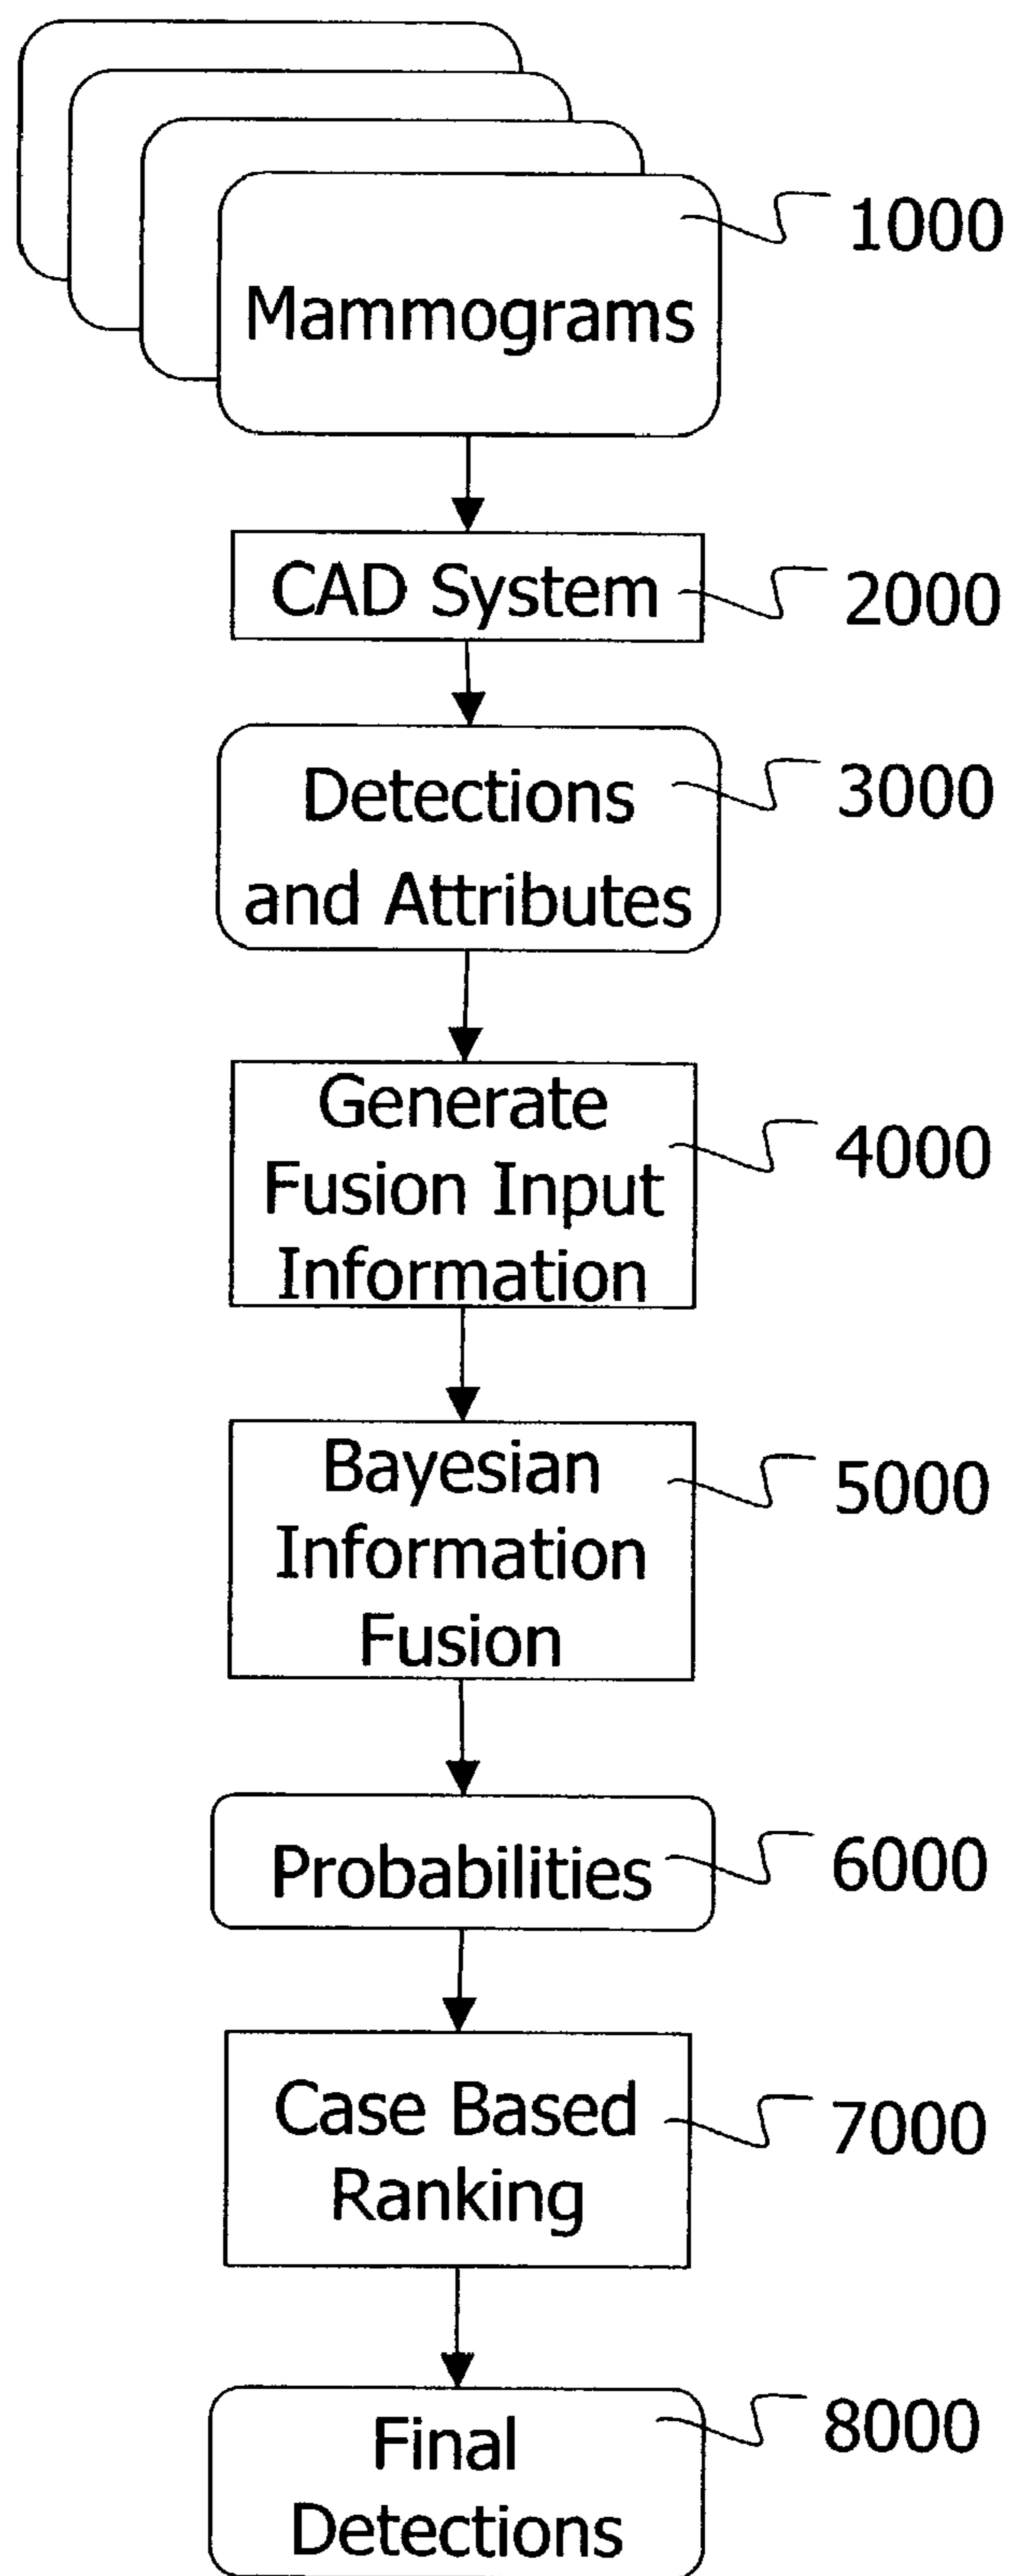 1000
Mammograms
CAD System
2000
Detections
and Attributes
3000
Generate
Fusion Input
Information
4000
Bayesian
Information
Fusion
5000
Probabilities
6000
Case Based
Ranking
7000
Final
Detections
8000